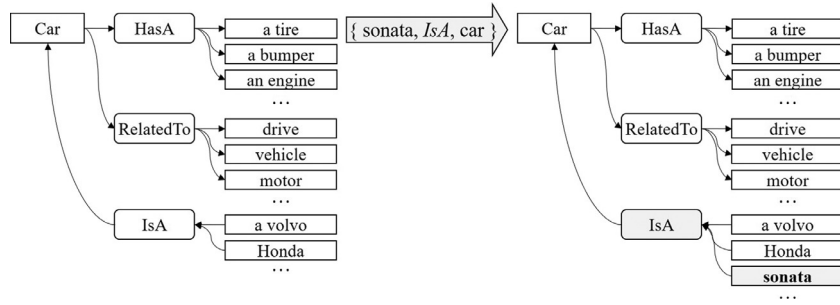 Car
HasA
a tire
a bumper
an engine
...
RelatedTo
drive
vehicle
motor
...
IsA
a volvo
Honda
...
{ sonata, IsA, car }
Car
HasA
a tire
a bumper
an engine
...
RelatedTo
drive
vehicle
motor
...
IsA
a volvo
Honda
sonata
...